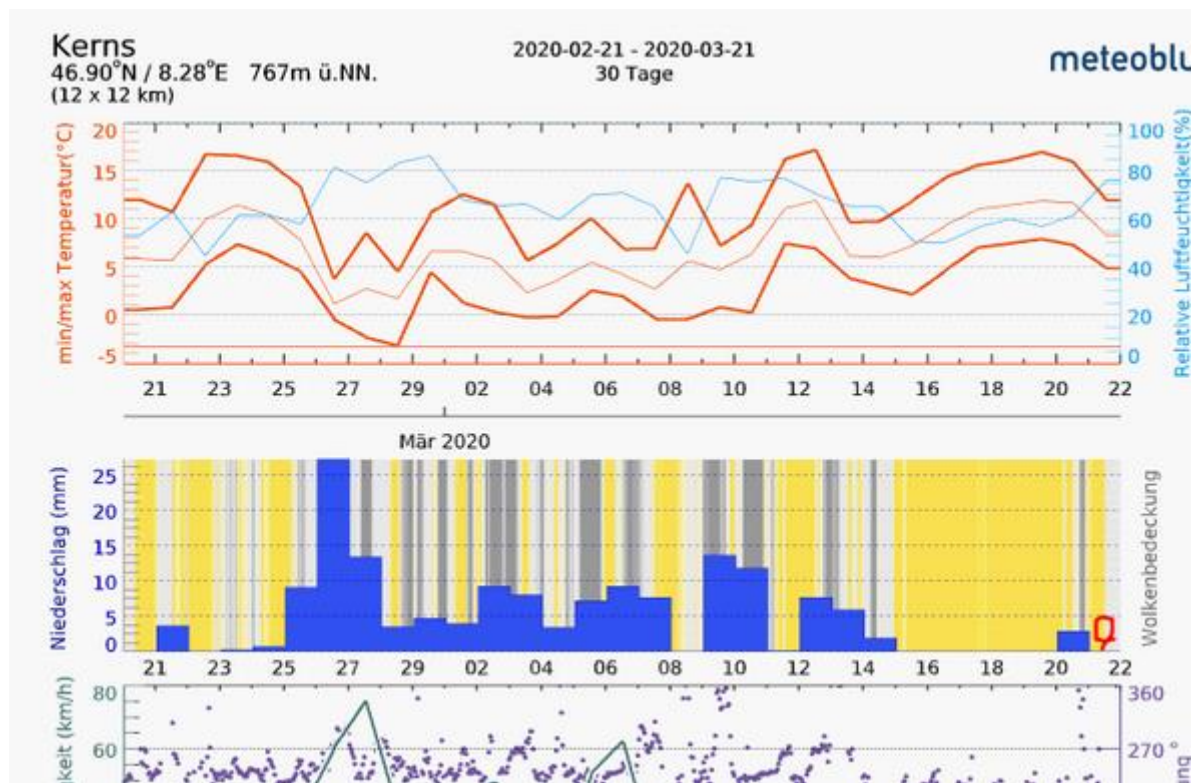 Kerns
46.90°N / 8.28°E 767m ü.NN.
(12 x 12 km)
2020-02-21 - 2020-03-21
30 Tage
meteoblu
min/max Temperatur(°C)
20
15
10
5
0
-5
100
80
60
40
20
0
Relative Luftfeuchtigkeit(%)
21 23 25 27 29 02 04 06 08 10 12 14 16 18 20 22
Mär 2020
Niederschlag (mm)
25
20
15
10
5
0
Wolkenbedeckung
21 23 25 27 29 02 04 06 08 10 12 14 16 18 20 22
keit (km/h)
80
60
360
270 °
ng